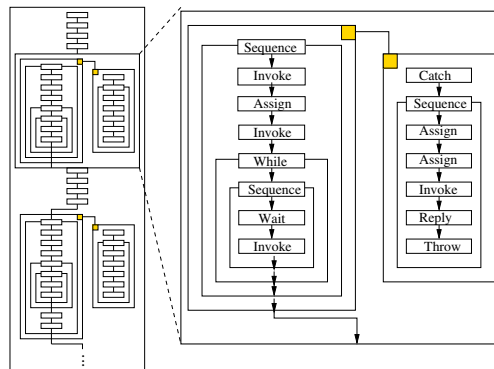 Sequence
Invoke
Assign
Invoke
While
Sequence
Wait
Invoke
Catch
Sequence
Assign
Assign
Invoke
Reply
Throw